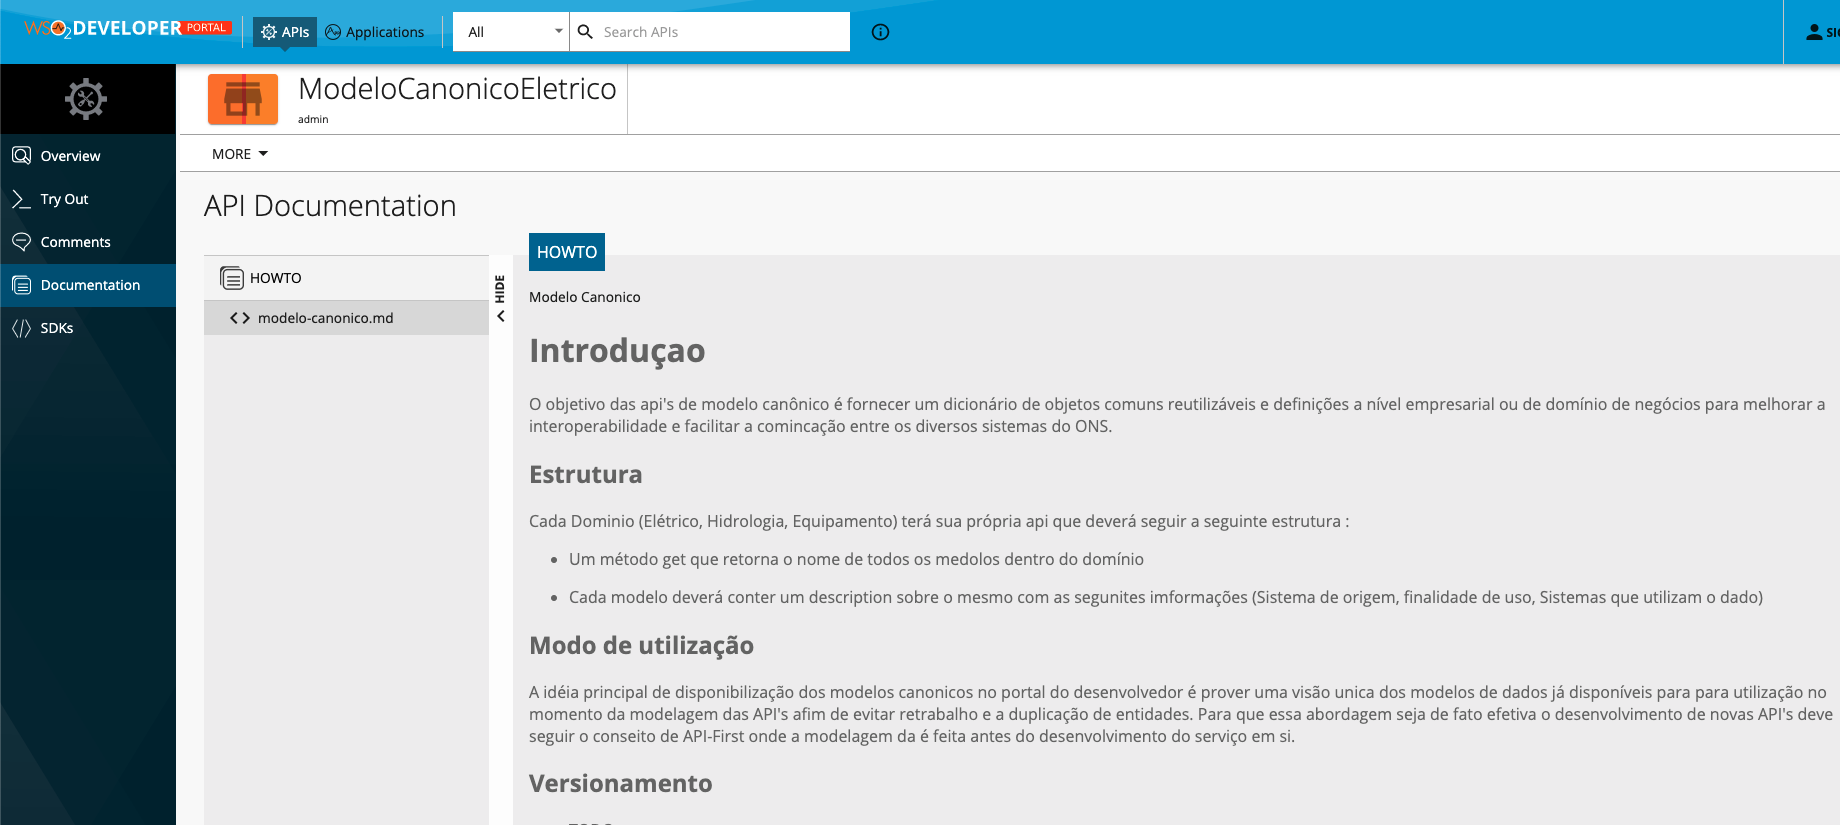 WSO2 DEVELOPER PORTAL
APIs
Applications
All
Search APIs
ModeloCanonicoEletrico
admin
MORE
Overview
Try Out
Comments
Documentation
SDKs
API Documentation
HOWTO
modelo-canonico.md
HIDE
HOWTO
Modelo Canonico
Introduçao
O objetivo das api's de modelo canônico é fornecer um dicionário de objetos comuns reutilizáveis e definições a nível empresarial ou de domínio de negócios para melhorar a
interoperabilidade e facilitar a comincação entre os diversos sistemas do ONS.
Estrutura
Cada Dominio (Elétrico, Hidrologia, Equipamento) terá sua própria api que deverá seguir a seguinte estrutura :
Um método get que retorna o nome de todos os medolos dentro do domínio
Cada modelo deverá conter um description sobre o mesmo com as segunites imformações (Sistema de origem, finalidade de uso, Sistemas que utilizam o dado)
Modo de utilização
A idéia principal de disponibilização dos modelos canonicos no portal do desenvolvedor é prover uma visão unica dos modelos de dados já disponíveis para para utilização no
momento da modelagem das API's afim de evitar retrabalho e a duplicação de entidades. Para que essa abordagem seja de fato efetiva o desenvolvimento de novas API's deve
seguir o conseito de API-First onde a modelagem da é feita antes do desenvolvimento do serviço em si.
Versionamento